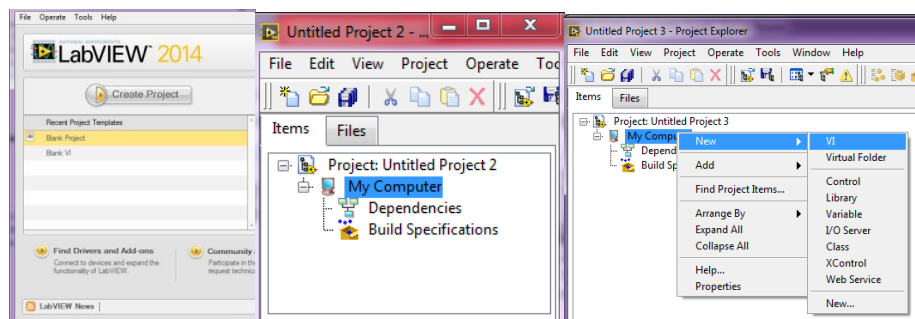 File Operate Tools Help
NATIONAL INSTRUMENTS
LabVIEW 2014
Create Project
Recent Project Templates
Blank Project
Blank VI
Find Drivers and Add-ons
Connect to devices and expand the
functionality of LabVIEW.
Community
Participate in the
request technic
LabVIEW News
Untitled Project 2 - ...
File Edit View Project Operate Too
Items Files
Project: Untitled Project 2
My Computer
Dependencies
Build Specifications
Untitled Project 3 - Project Explorer
File Edit View Project Operate Tools Window Help
Items Files
Project: Untitled Project 3
My Compu
Depend
Build Sp
New
Add
Find Project Items...
Arrange By
Expand All
Collapse All
Help...
Properties
VI
Virtual Folder
Control
Library
Variable
I/O Server
Class
XControl
Web Service
New...